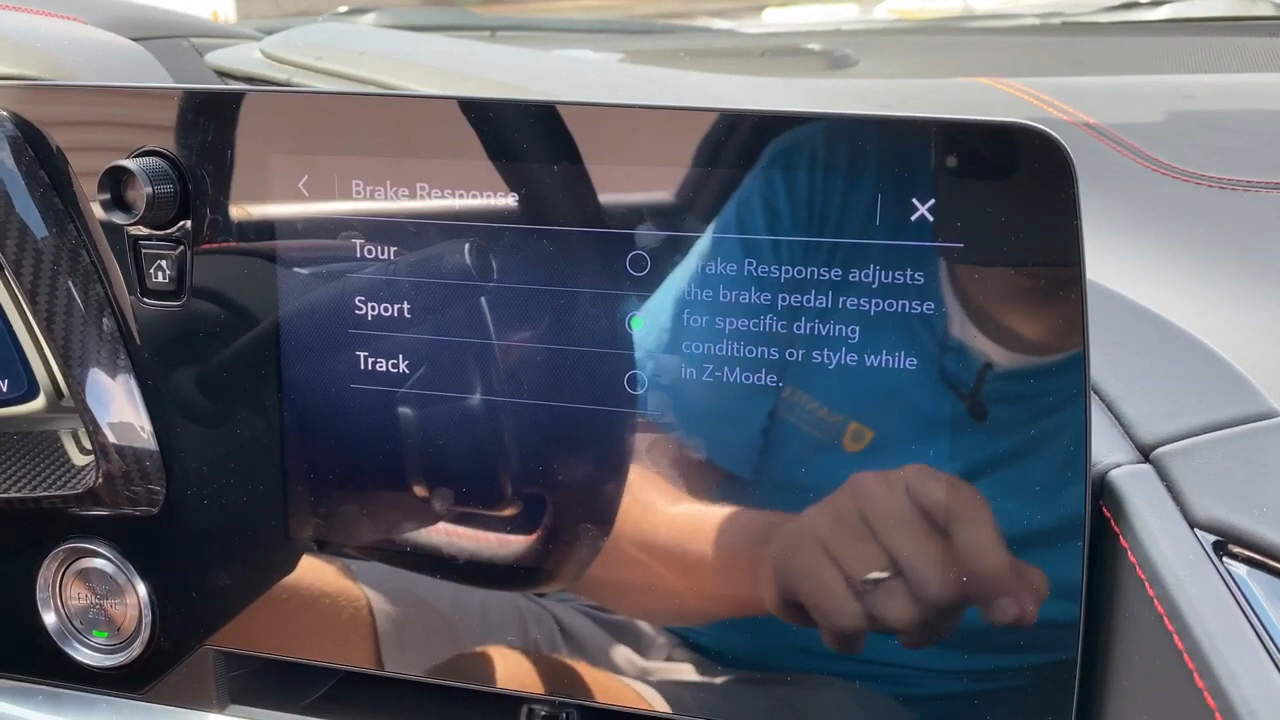 Brake Response
Tour
Sport
Track
rake Response adjusts
the brake pedal response
for specific driving
conditions or style while
in Z-Mode.
ENGINE